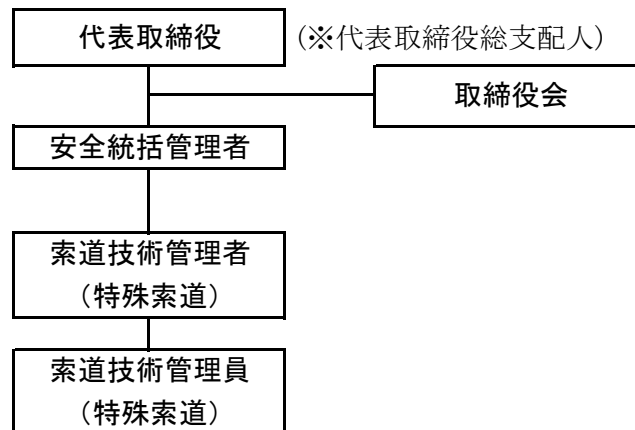 代表取締役 (※代表取締役総支配人)
取締役会
安全統括管理者
索道技術管理者
(特殊索道)
索道技術管理員
(特殊索道)